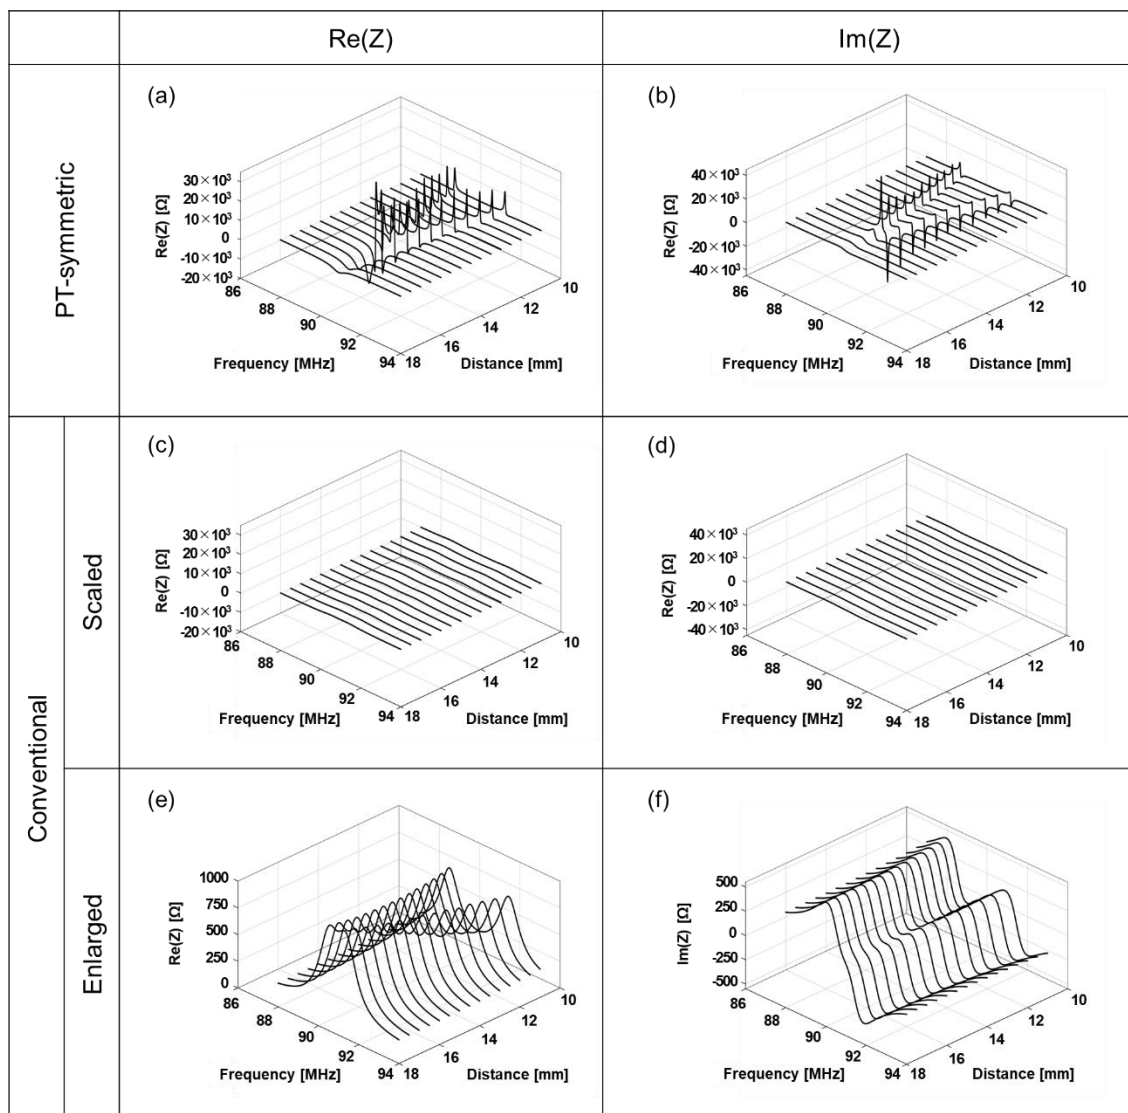 Re(Z) Im(Z)
PT-symmetric
(a)
Re(Z) [Ω]
30×10³
20×10³
10×10³
0
-10×10³
-20×10³
86 88 90 92 94
Frequency [MHz]
18 16 14 12 10
Distance [mm]
(b)
Re(Z) [Ω]
40×10³
20×10³
0
-20×10³
-40×10³
86 88 90 92 94
Frequency [MHz]
18 16 14 12 10
Distance [mm]
Conventional
Scaled
(c)
Re(Z) [Ω]
30×10³
20×10³
10×10³
0
-10×10³
-20×10³
86 88 90 92 94
Frequency [MHz]
18 16 14 12 10
Distance [mm]
(d)
Re(Z) [Ω]
40×10³
20×10³
0
-20×10³
-40×10³
86 88 90 92 94
Frequency [MHz]
18 16 14 12 10
Distance [mm]
Enlarged
(e)
Re(Z) [Ω]
1000
750
500
250
0
86 88 90 92 94
Frequency [MHz]
18 16 14 12 10
Distance [mm]
(f)
Im(Z) [Ω]
500
250
0
-250
-500
86 88 90 92 94
Frequency [MHz]
18 16 14 12 10
Distance [mm]